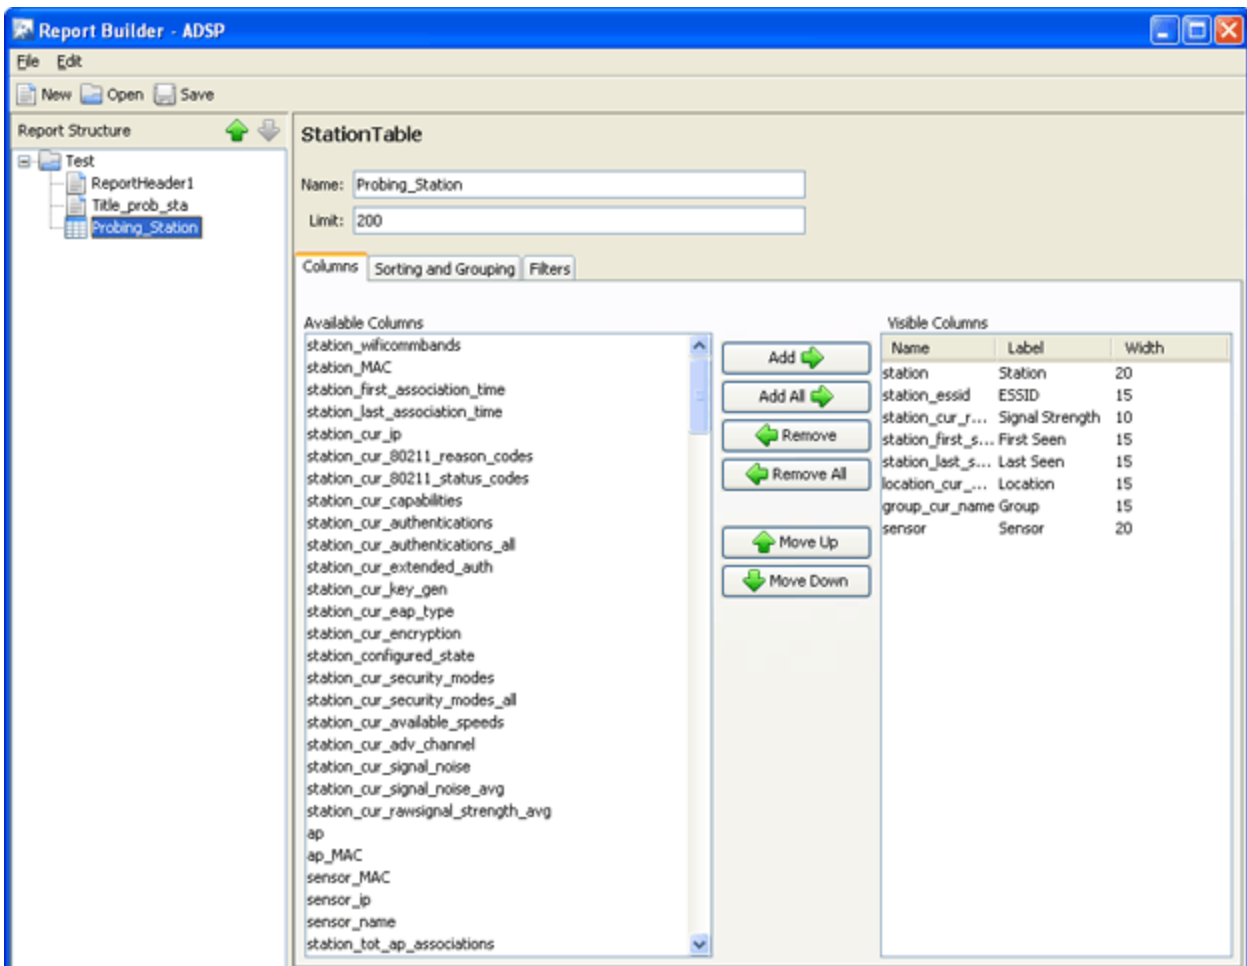 Report Builder - ADSP
File Edit
New Open Save
Report Structure
Test
ReportHeader1
Title_prob_sta
Probing_Station
StationTable
Name: Probing_Station
Limit: 200
Columns Sorting and Grouping Filters
Available Columns
station_wificommbands
station_MAC
station_first_association_time
station_last_association_time
station_cur_ip
station_cur_80211_reason_codes
station_cur_80211_status_codes
station_cur_capabilities
station_cur_authentications
station_cur_authentications_all
station_cur_extended_auth
station_cur_key_gen
station_cur_eap_type
station_cur_encryption
station_configured_state
station_cur_security_modes
station_cur_security_modes_all
station_cur_available_speeds
station_cur_adv_channel
station_cur_signal_noise
station_cur_signal_noise_avg
station_cur_rawsignal_strength_avg
ap
ap_MAC
sensor_MAC
sensor_ip
sensor_name
station_tot_ap_associations
Add
Add All
Remove
Remove All
Move Up
Move Down
Visible Columns
Name Label Width
station Station 20
station_essid ESSID 15
station_cur_r... Signal Strength 10
station_first_s... First Seen 15
station_last_s... Last Seen 15
location_cur_... Location 15
group_cur_name Group 15
sensor Sensor 20